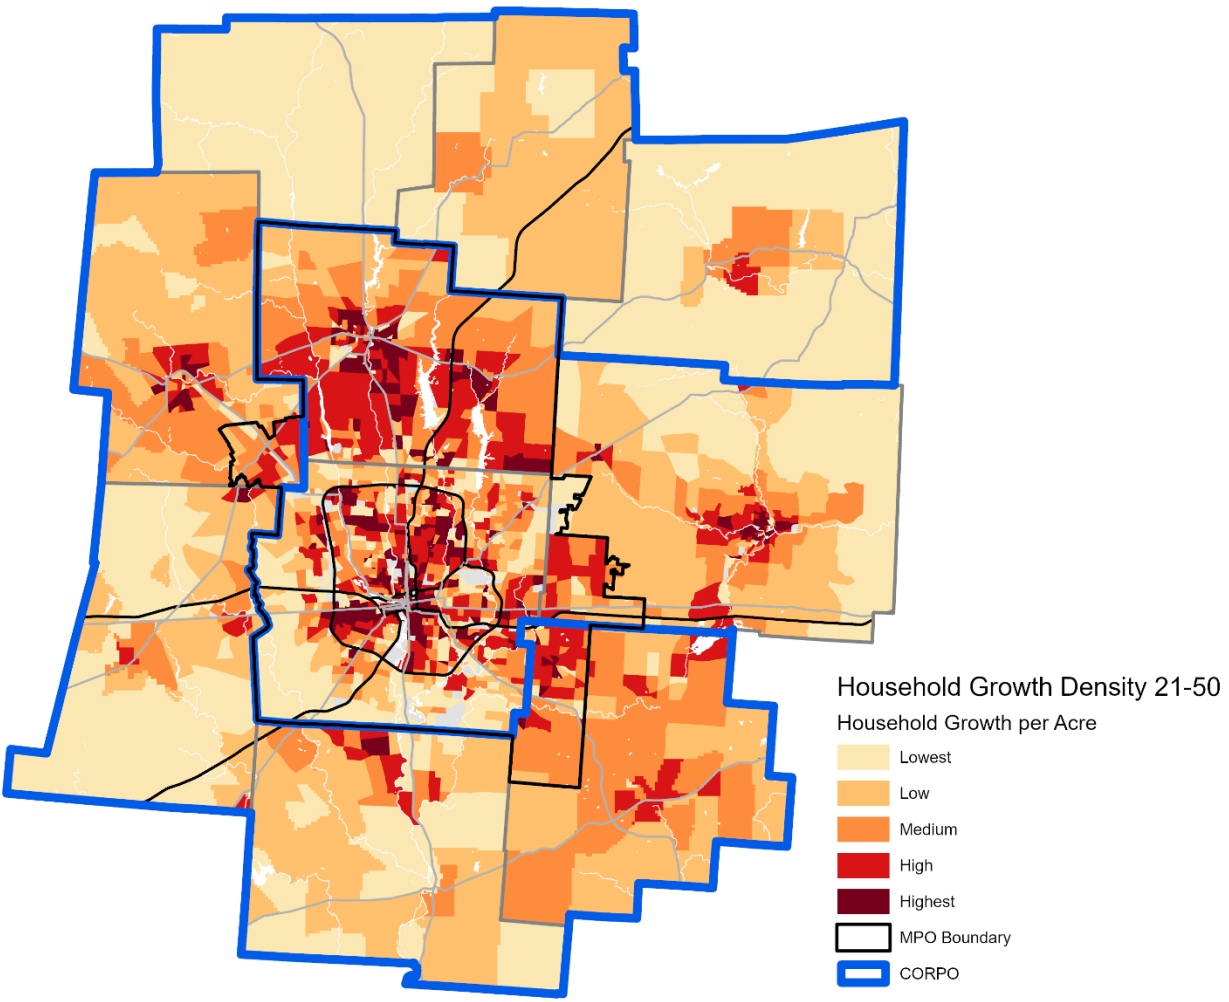 Household Growth Density 21-50
Household Growth per Acre
Lowest
Low
Medium
High
Highest
MPO Boundary
CORPO